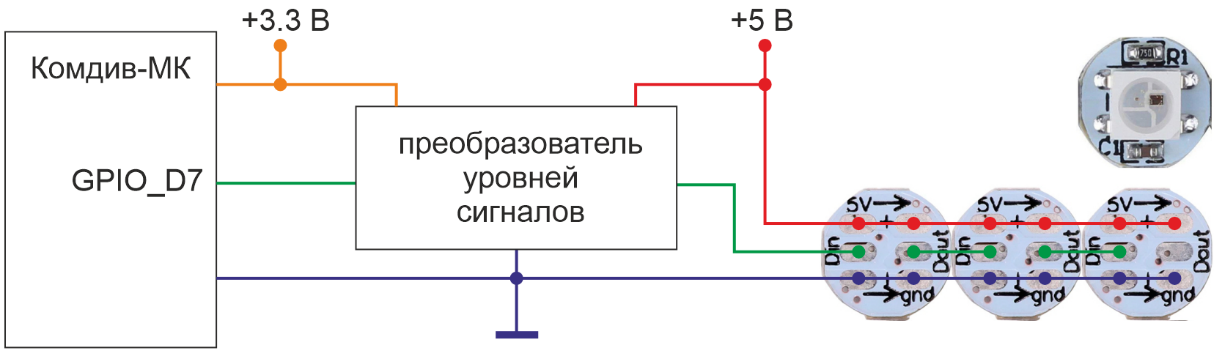 +3.3 В
+5 В
Комдив-МК
R1
750
преобразователь
уровней
сигналов
C1
GPIO_D7
5V
5V
5V
+
+
+
Din
Dout
Din
Dout
Din
Dout
gnd
gnd
gnd